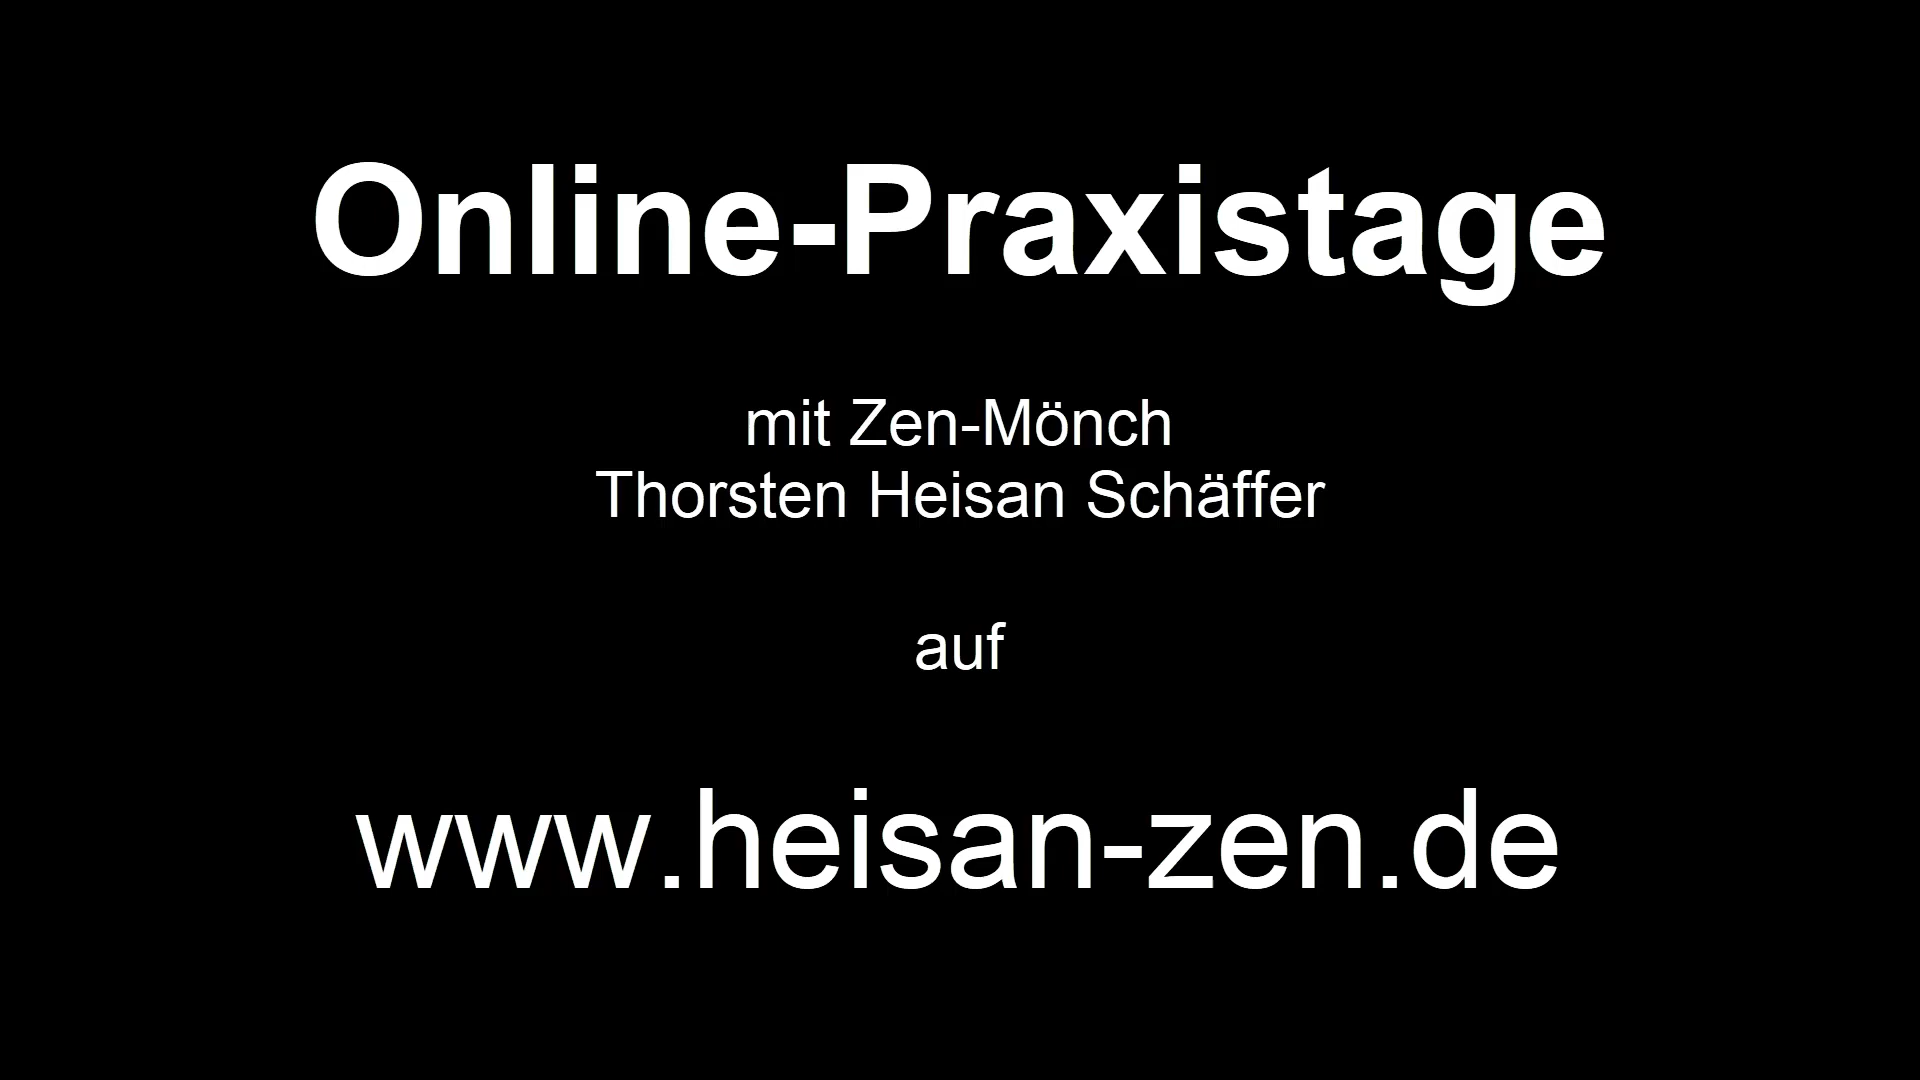 Online-Praxistage
mit Zen-Mönch
Thorsten Heisan Schäffer
auf
www.heisan-zen.de